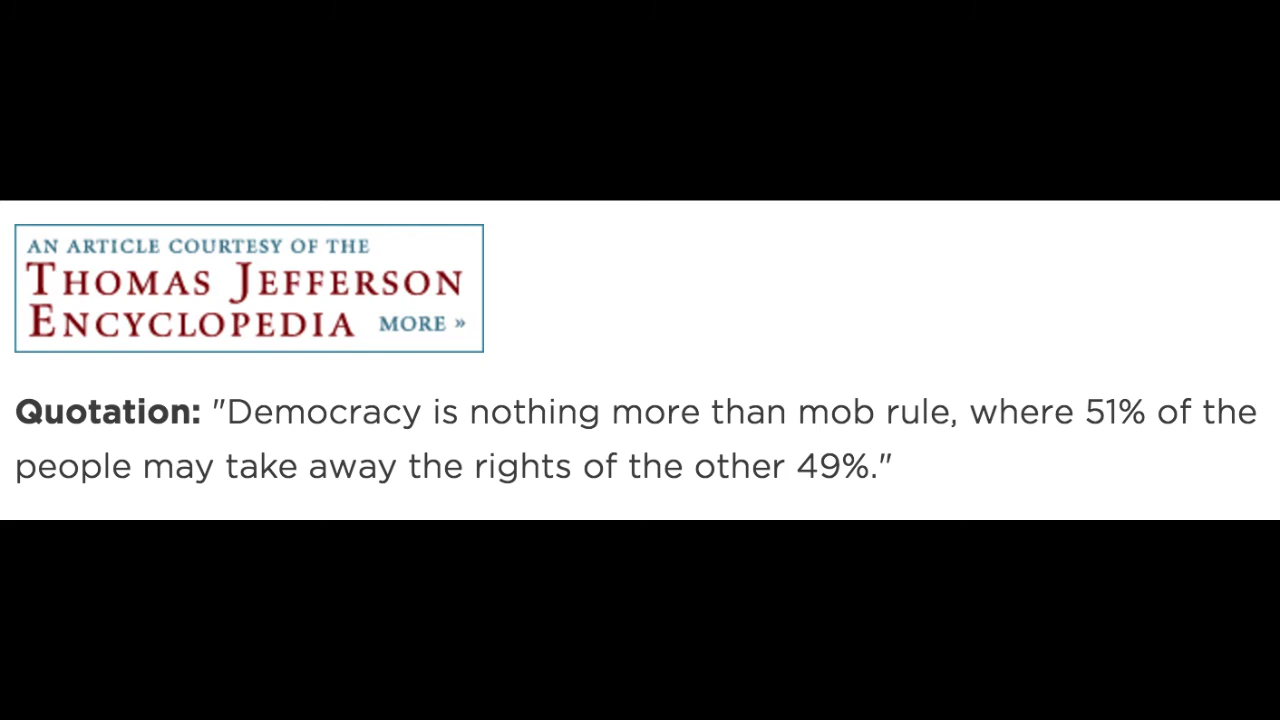 AN ARTICLE COURTESY OF THE
THOMAS JEFFERSON
ENCYCLOPEDIA MORE »
Quotation: "Democracy is nothing more than mob rule, where 51% of the
people may take away the rights of the other 49%."